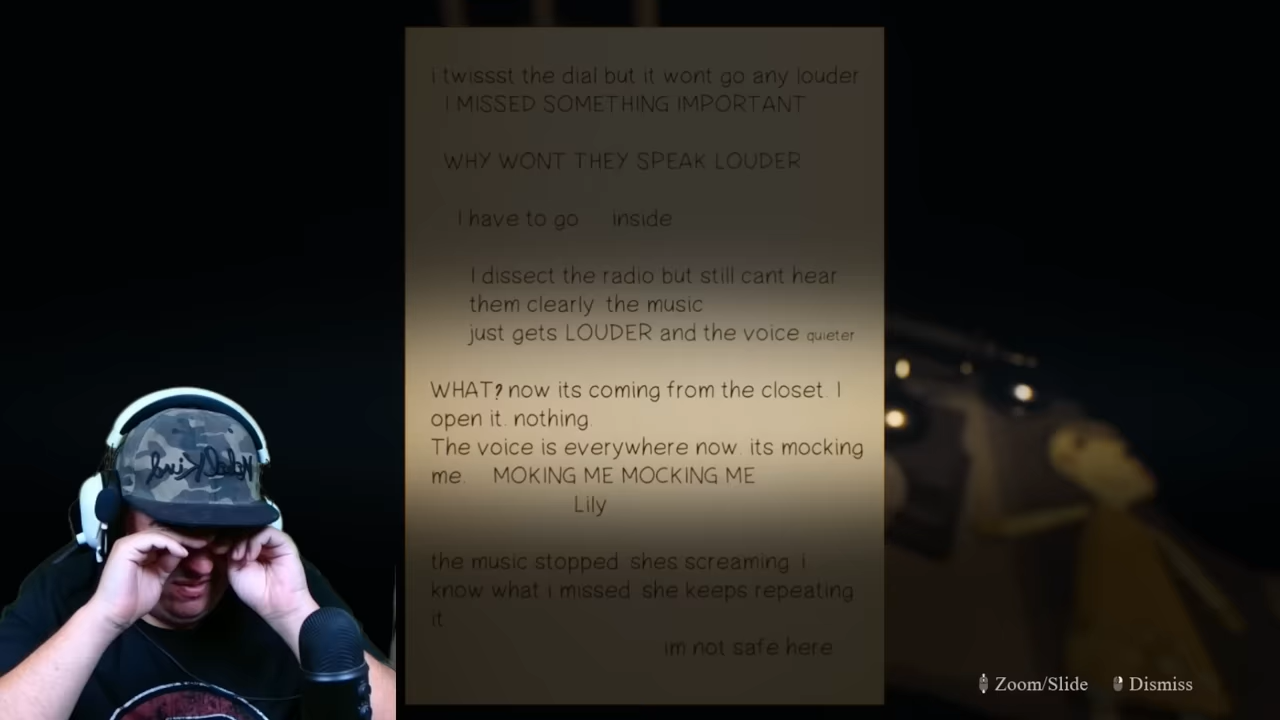 i twissst the dial but it wont go any louder
I MISSED SOMETHING IMPORTANT
WHY WONT THEY SPEAK LOUDER
I have to go inside
I dissect the radio but still cant hear
them clearly the music
just gets LOUDER and the voice quieter
WHAT? now its coming from the closet. I
open it. nothing.
The voice is everywhere now its mocking
me. MOKING ME MOCKING ME
Lily
the music stopped shes screaming i
know what i missed she keeps repeating
it
im not safe here
Zoom/Slide
Dismiss